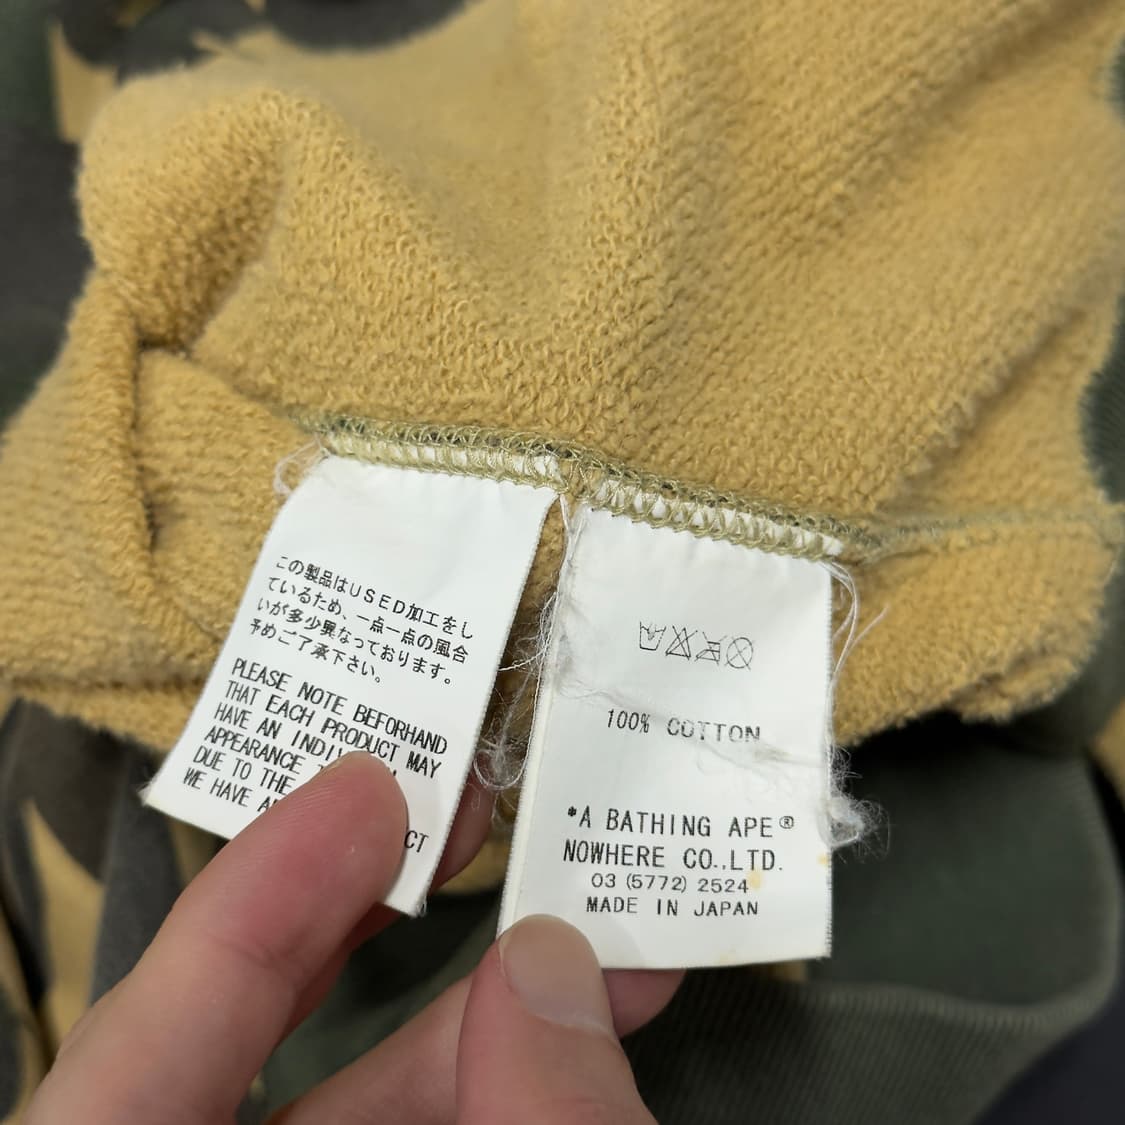 この製品はUSED加工をし
ているため、一点一点の風合
いが多少異なっております。
予めご了承下さい。
PLEASE NOTE BEFORHAND
THAT EACH PRODUCT MAY
HAVE AN
APPEARANCE
DUE TO THE
WE HAVE
100% COTTON
*A BATHING APE®
NOWHERE CO.,LTD.
03 (5772) 2524
MADE IN JAPAN